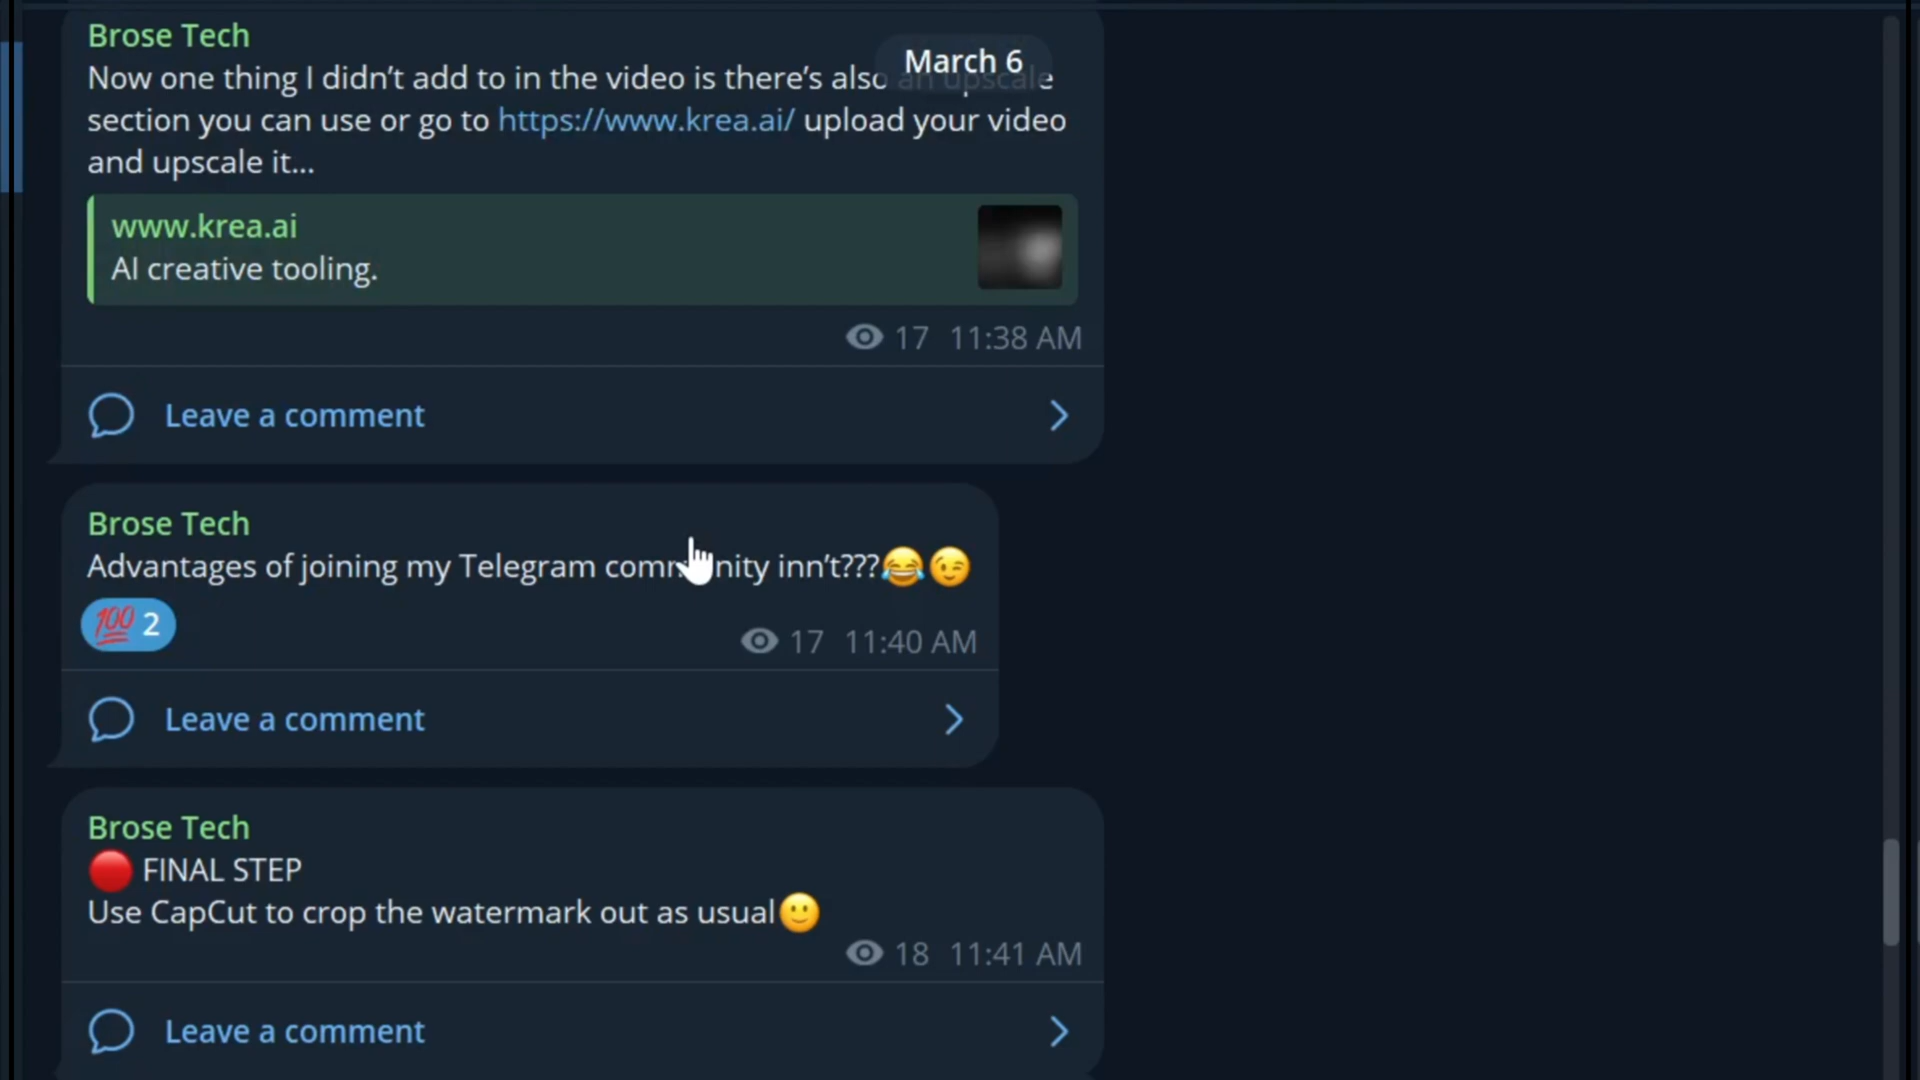 Brose Tech
March 6
Now one thing I didn't add to in the video is there's also an upscale
section you can use or go to https://www.krea.ai/ upload your video
and upscale it...
www.krea.ai
AI creative tooling.
17 11:38 AM
Leave a comment
Brose Tech
Advantages of joining my Telegram community inn't???😂😉
💯 2
17 11:40 AM
Leave a comment
Brose Tech
🔴 FINAL STEP
Use CapCut to crop the watermark out as usual🙂
18 11:41 AM
Leave a comment